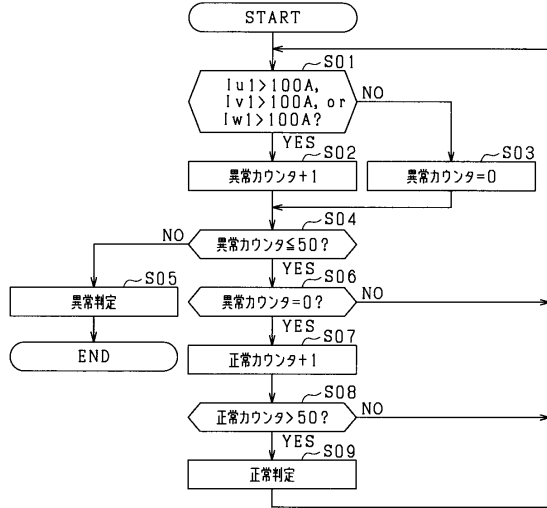 START
S01
Iu1>100A,
Iv1>100A, or
Iw1>100A?
NO
YES
S02
異常カウンタ+1
S03
異常カウンタ=0
S04
異常カウンタ≦50?
NO
YES
S05
異常判定
END
S06
異常カウンタ=0?
NO
YES
S07
正常カウンタ+1
S08
正常カウンタ>50?
NO
YES
S09
正常判定